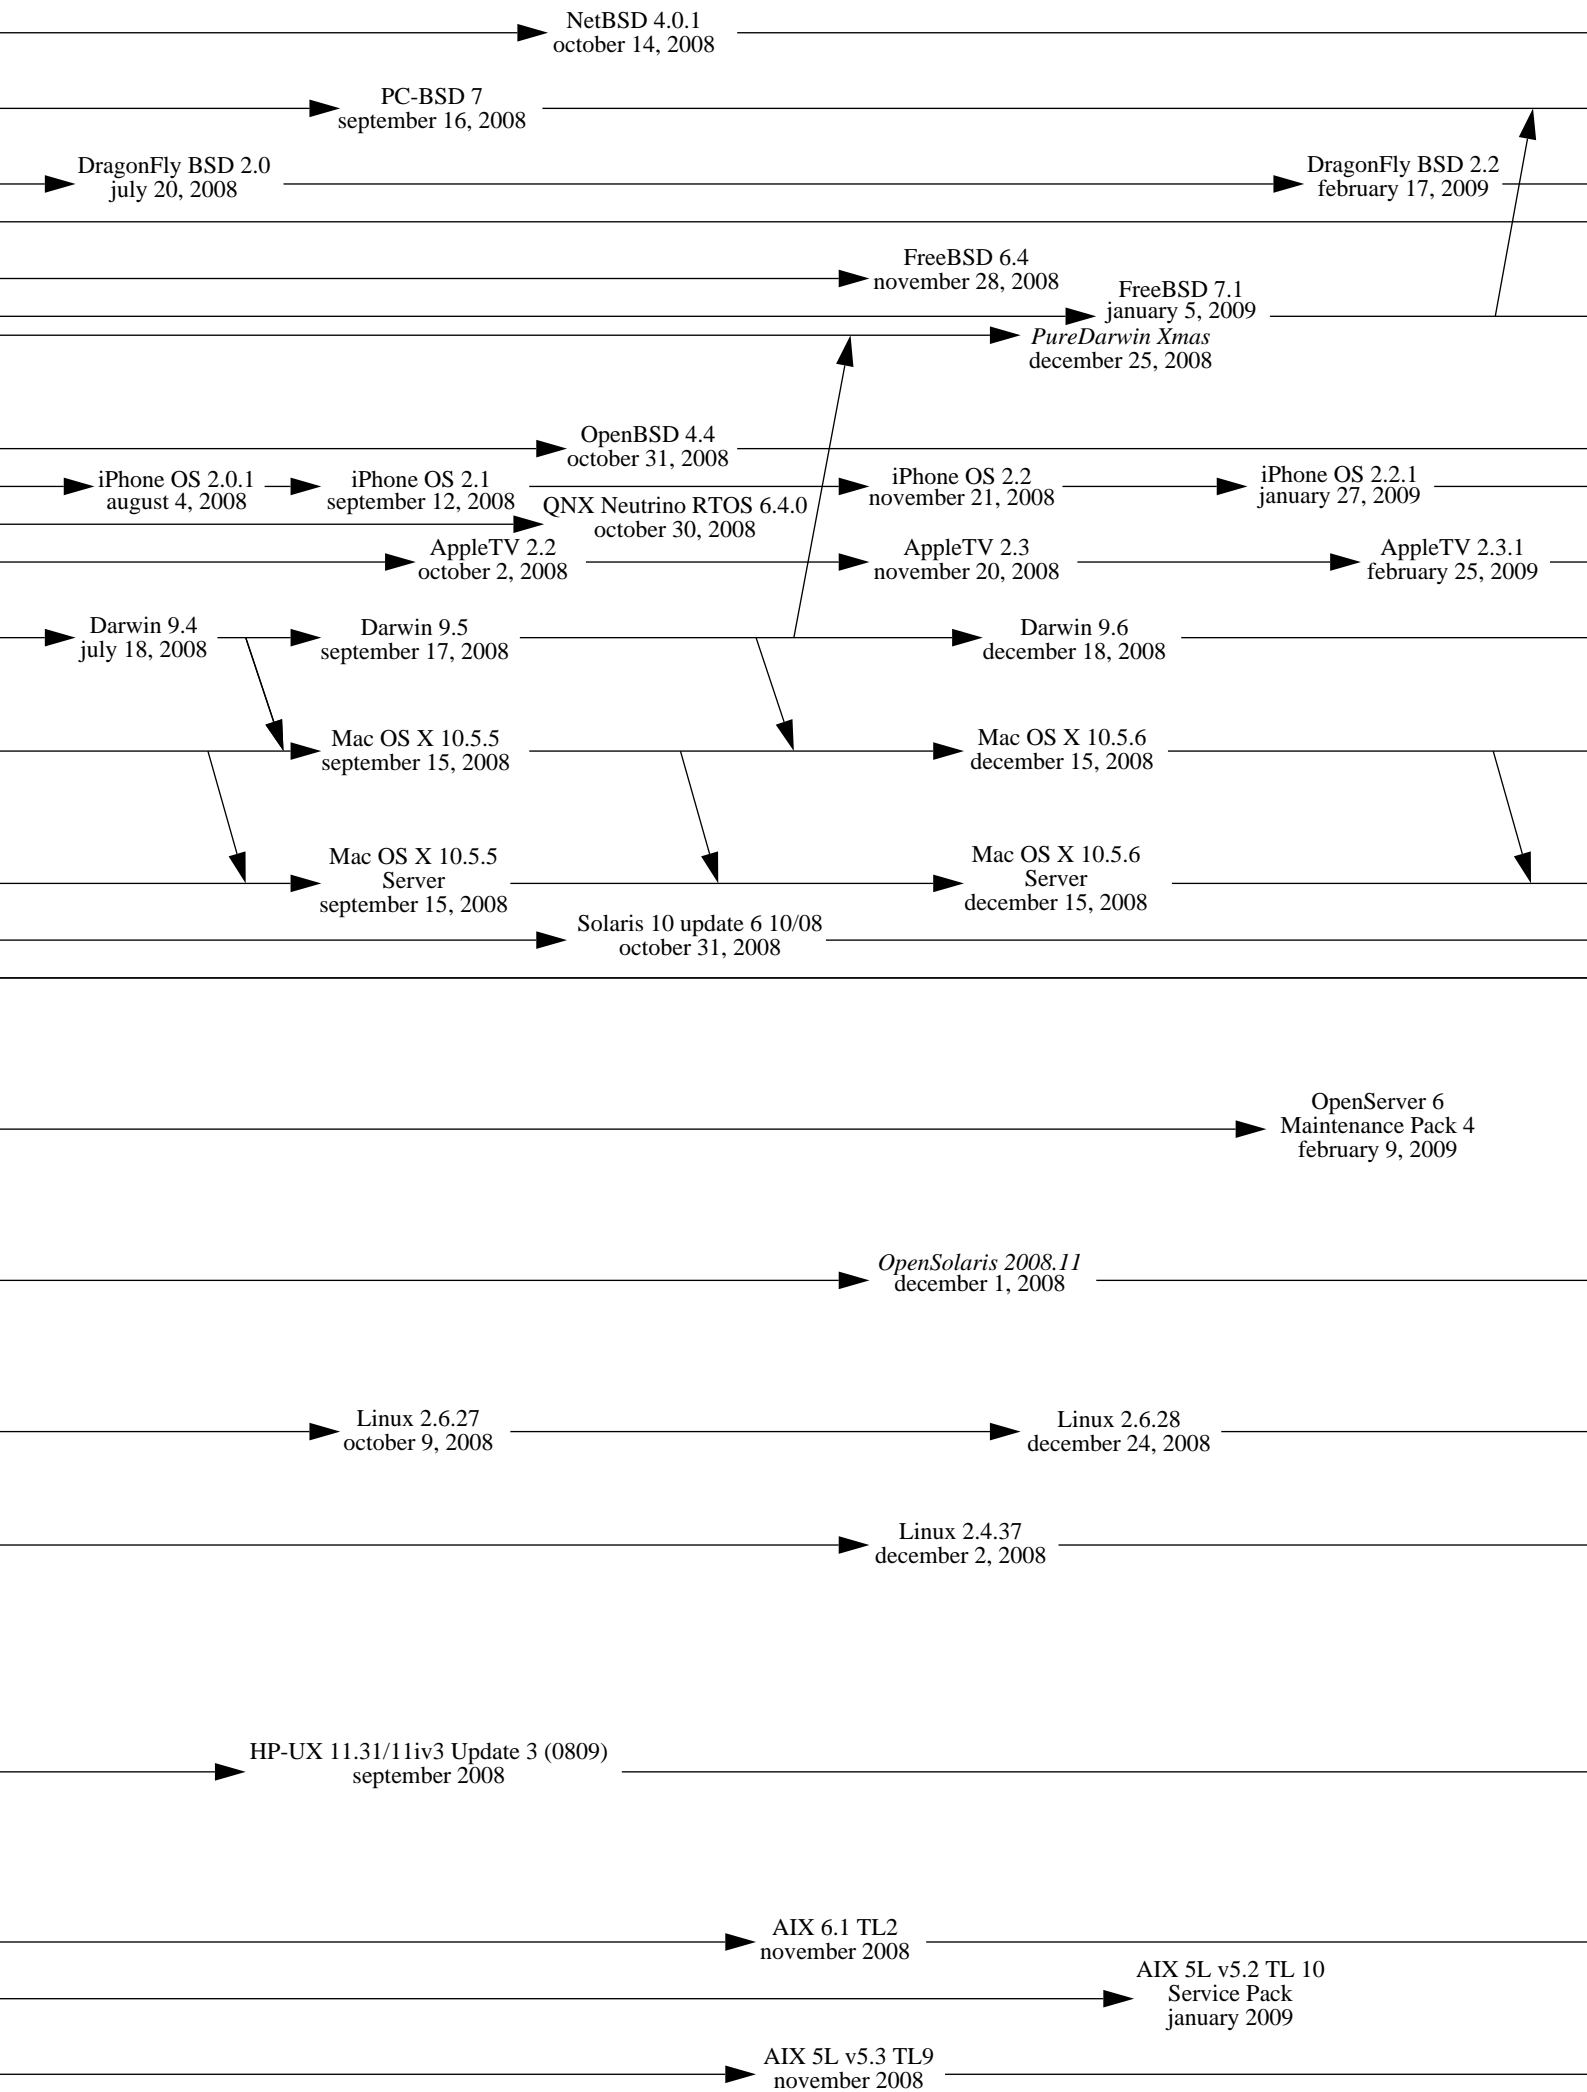 NetBSD 4.0.1
october 14, 2008
PC-BSD 7
september 16, 2008
DragonFly BSD 2.0
july 20, 2008
DragonFly BSD 2.2
february 17, 2009
FreeBSD 6.4
november 28, 2008
FreeBSD 7.1
january 5, 2009
PureDarwin Xmas
december 25, 2008
OpenBSD 4.4
october 31, 2008
iPhone OS 2.0.1
august 4, 2008
iPhone OS 2.1
september 12, 2008
iPhone OS 2.2
november 21, 2008
iPhone OS 2.2.1
january 27, 2009
QNX Neutrino RTOS 6.4.0
october 30, 2008
AppleTV 2.2
october 2, 2008
AppleTV 2.3
november 20, 2008
AppleTV 2.3.1
february 25, 2009
Darwin 9.4
july 18, 2008
Darwin 9.5
september 17, 2008
Darwin 9.6
december 18, 2008
Mac OS X 10.5.5
september 15, 2008
Mac OS X 10.5.6
december 15, 2008
Mac OS X 10.5.5
Server
september 15, 2008
Mac OS X 10.5.6
Server
december 15, 2008
Solaris 10 update 6 10/08
october 31, 2008
OpenServer 6
Maintenance Pack 4
february 9, 2009
OpenSolaris 2008.11
december 1, 2008
Linux 2.6.27
october 9, 2008
Linux 2.6.28
december 24, 2008
Linux 2.4.37
december 2, 2008
HP-UX 11.31/11iv3 Update 3 (0809)
september 2008
AIX 6.1 TL2
november 2008
AIX 5L v5.2 TL 10
Service Pack
january 2009
AIX 5L v5.3 TL9
november 2008